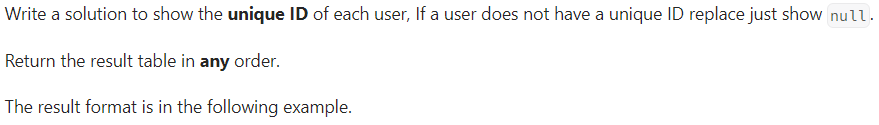 Write a solution to show the unique ID of each user, If a user does not have a unique ID replace just show null.
Return the result table in any order.
The result format is in the following example.